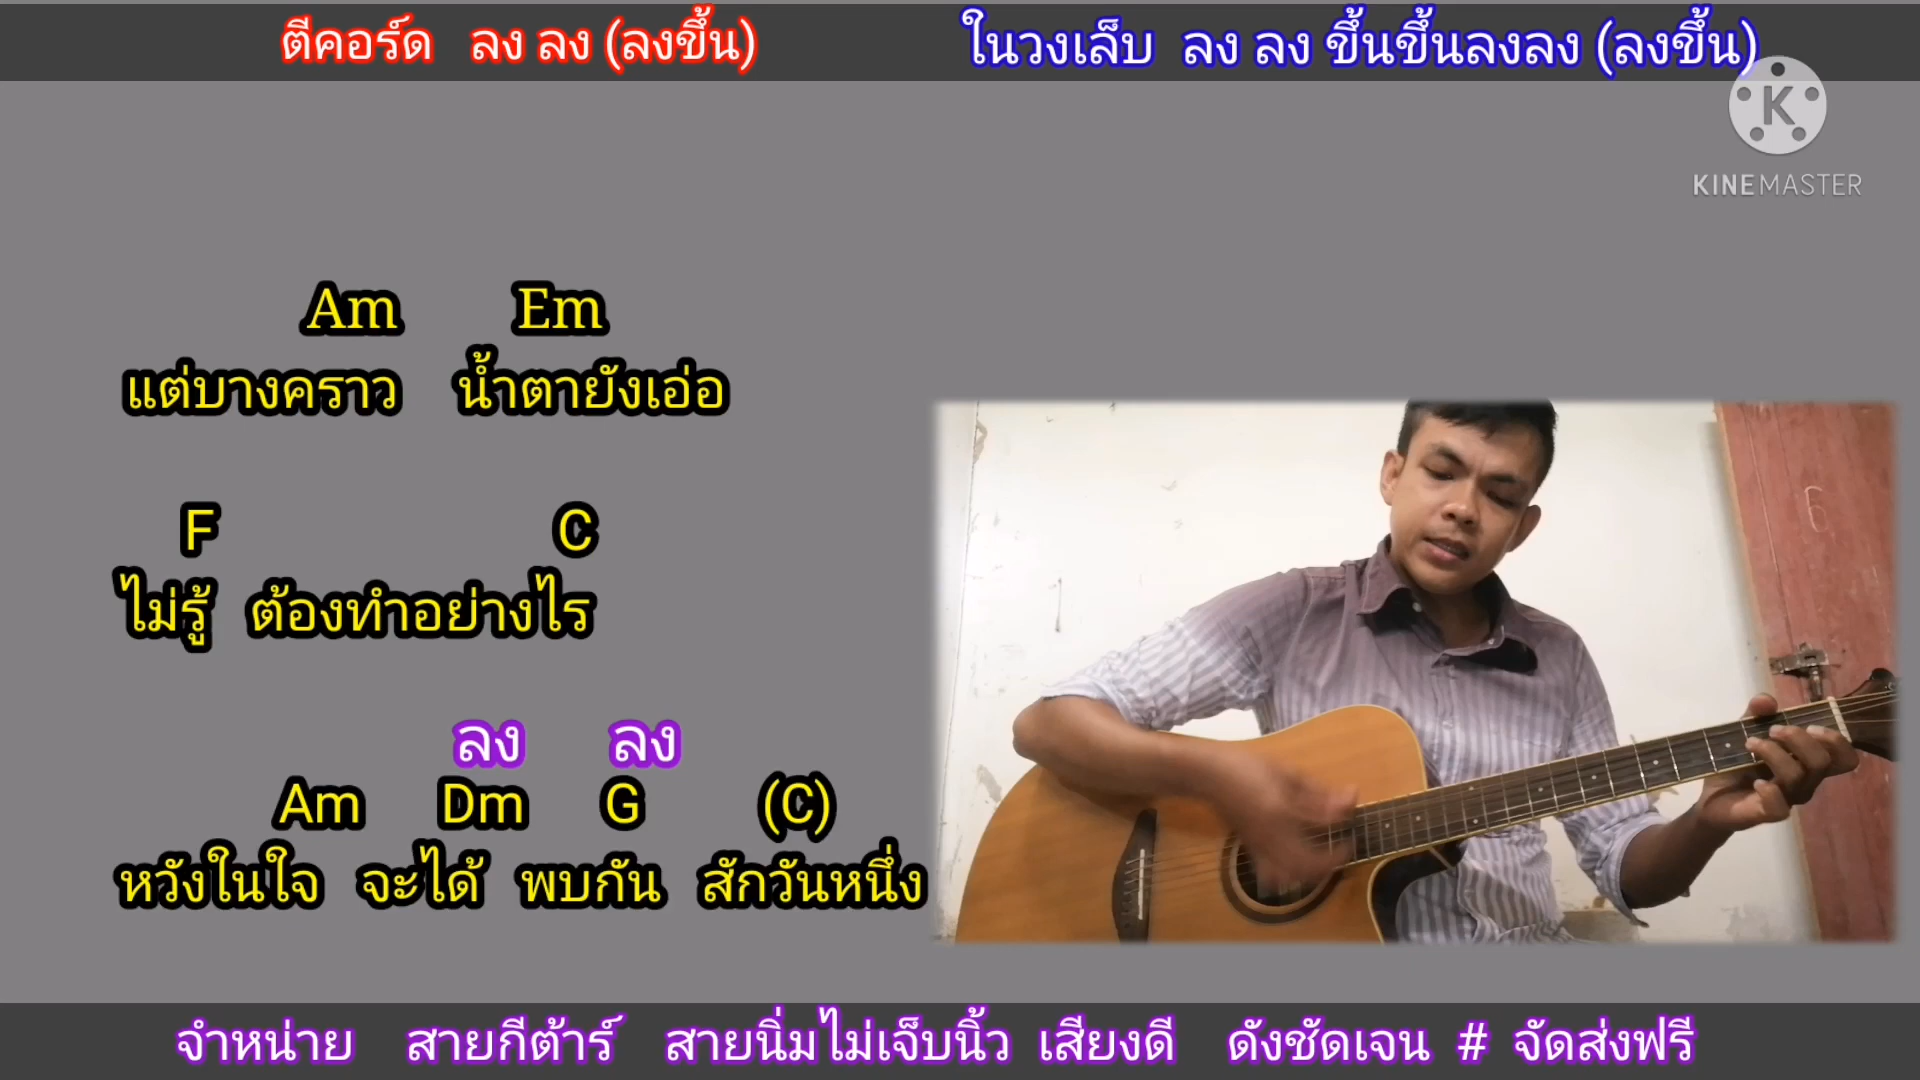 ตีคอร์ด ลง ลง (ลงขึ้น)
ในวงเล็บ ลง ลง ขึ้นขึ้นลงลง (ลงขึ้น)
K
KINEMASTER
Am Em
แต่บางคราว น้ำตายังเอ่อ
F C
ไม่รู้ ต้องทำอย่างไร
ลง ลง
Am Dm G (C)
หวังในใจ จะได้ พบกัน สักวันหนึ่ง
6
จำหน่าย สายกีต้าร์ สายนิ่มไม่เจ็บนิ้ว เสียงดี ดังชัดเจน # จัดส่งฟรี